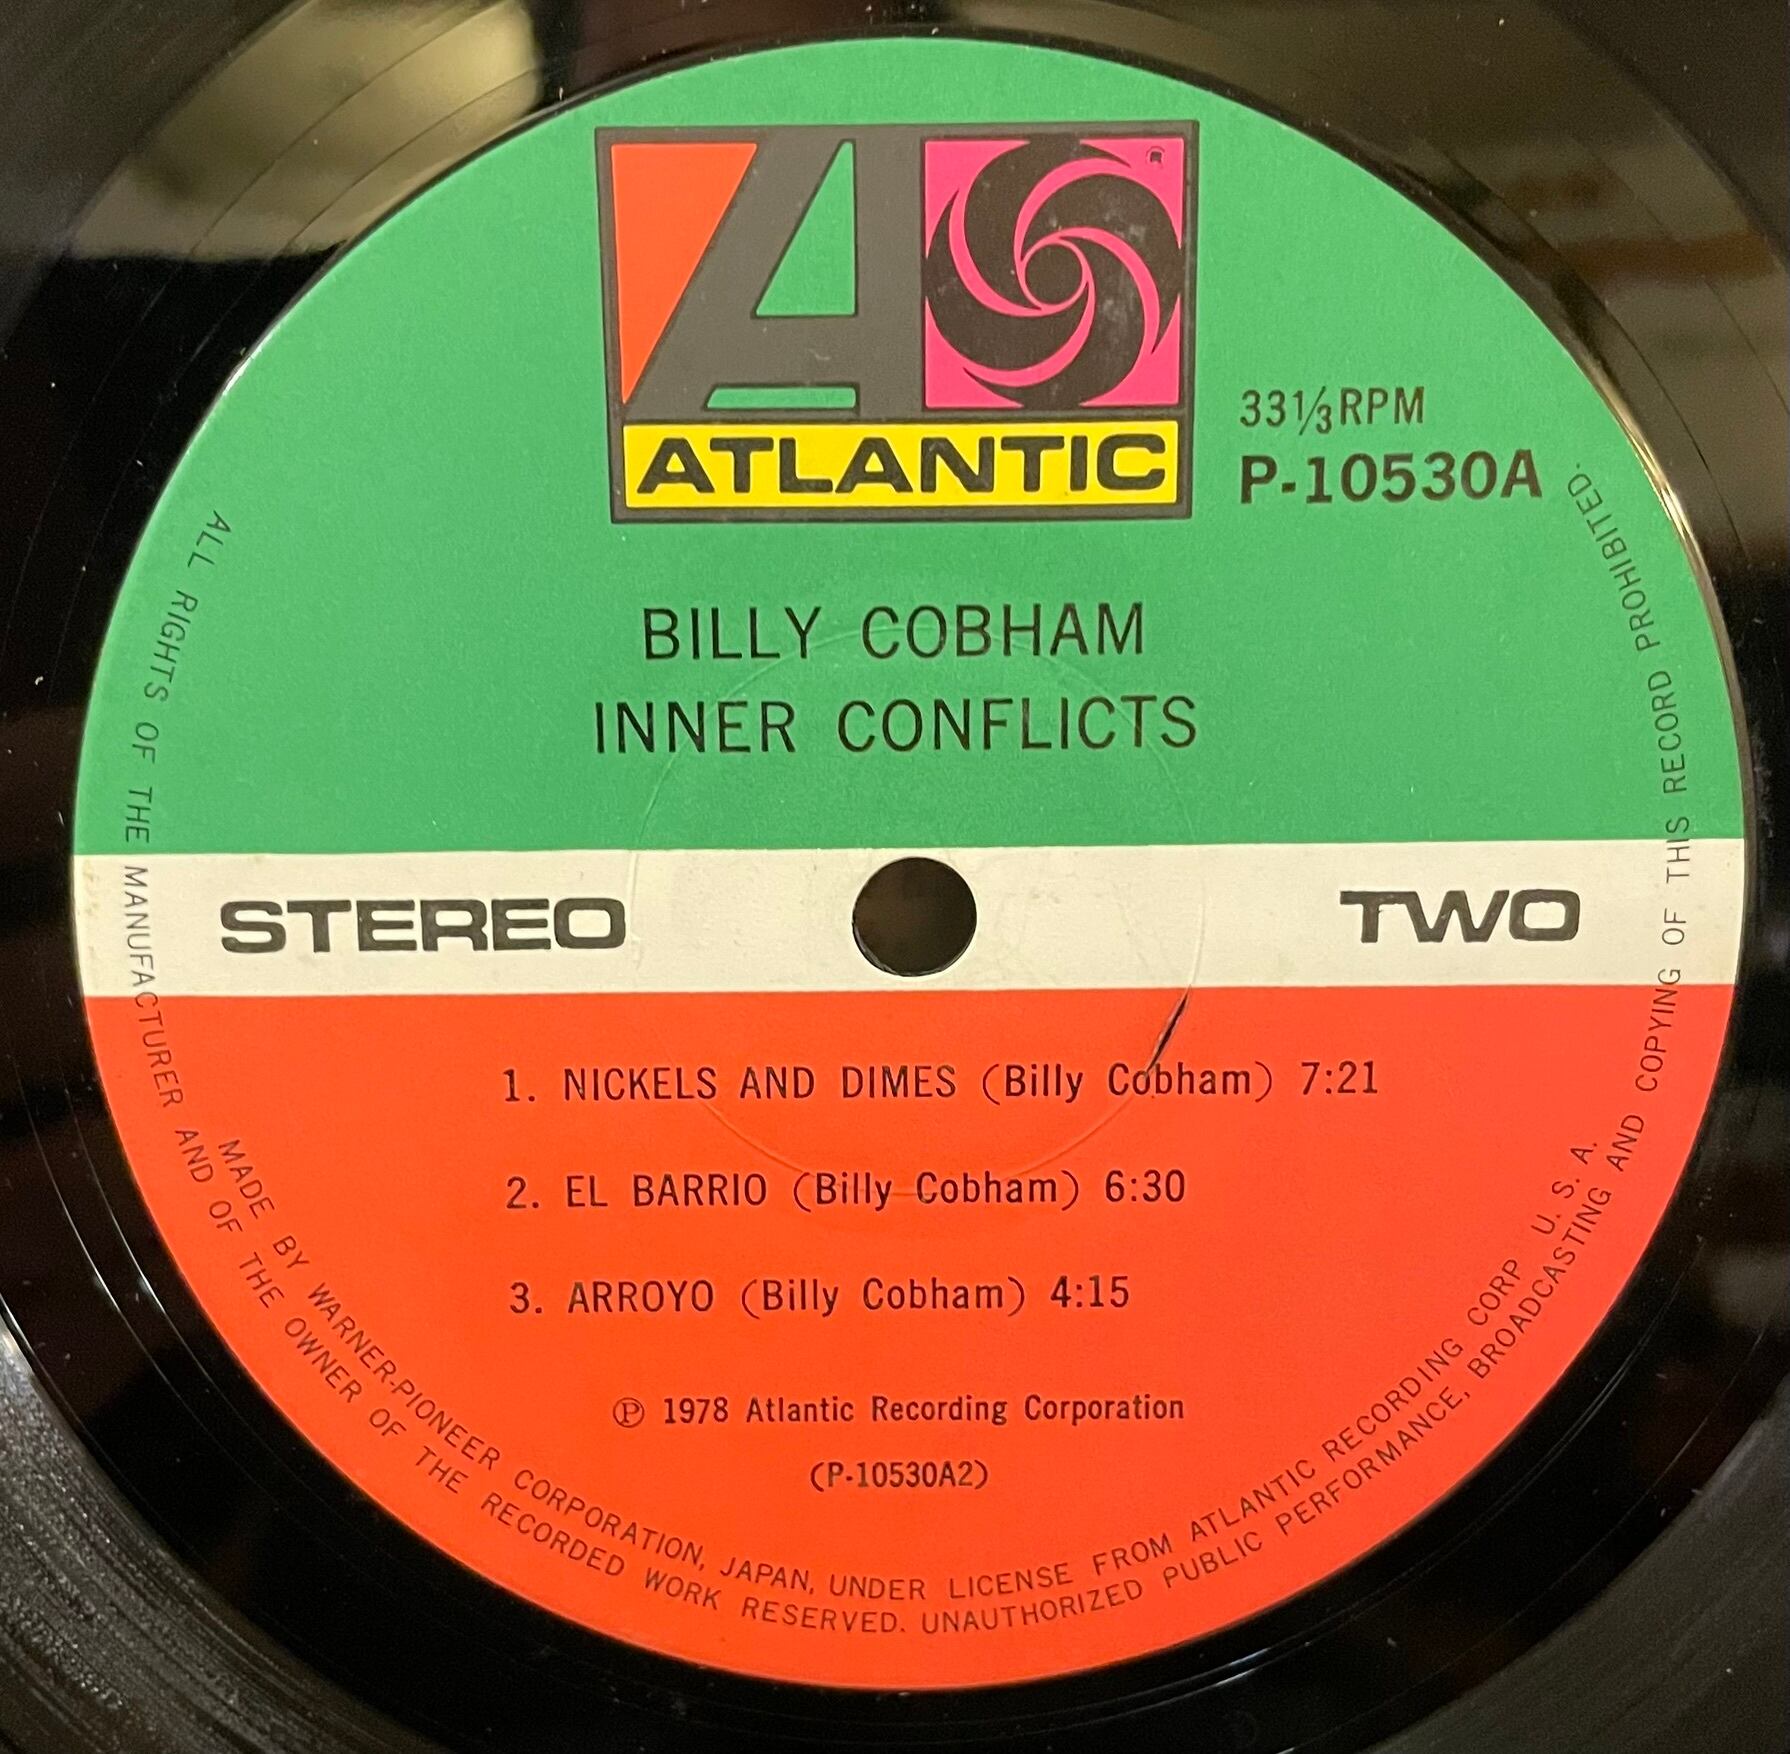 ATLANTIC
33⅓RPM
P-10530A
BILLY COBHAM
INNER CONFLICTS
STEREO
TWO
1. NICKELS AND DIMES (Billy Cobham) 7:21
2. EL BARRIO (Billy Cobham) 6:30
3. ARROYO (Billy Cobham) 4:15
℗ 1978 Atlantic Recording Corporation
(P-10530A2)
MADE BY WARNER-PIONEER CORPORATION, JAPAN, UNDER LICENSE FROM ATLANTIC RECORDING CORP U. S. A.
ALL RIGHTS OF THE MANUFACTURER AND OF THE OWNER OF THE RECORDED WORK RESERVED. UNAUTHORIZED PUBLIC PERFORMANCE, BROADCASTING AND COPYING OF THIS RECORD PROHIBITED.